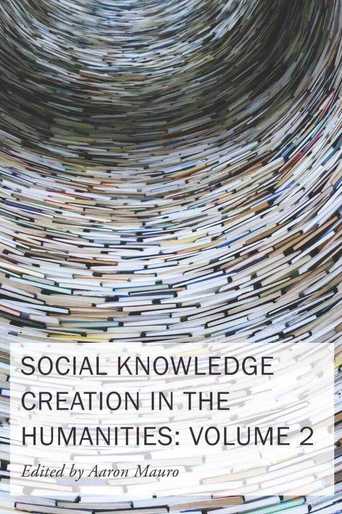 SOCIAL KNOWLEDGE
CREATION IN THE
HUMANITIES: VOLUME 2
Edited by Aaron Mauro